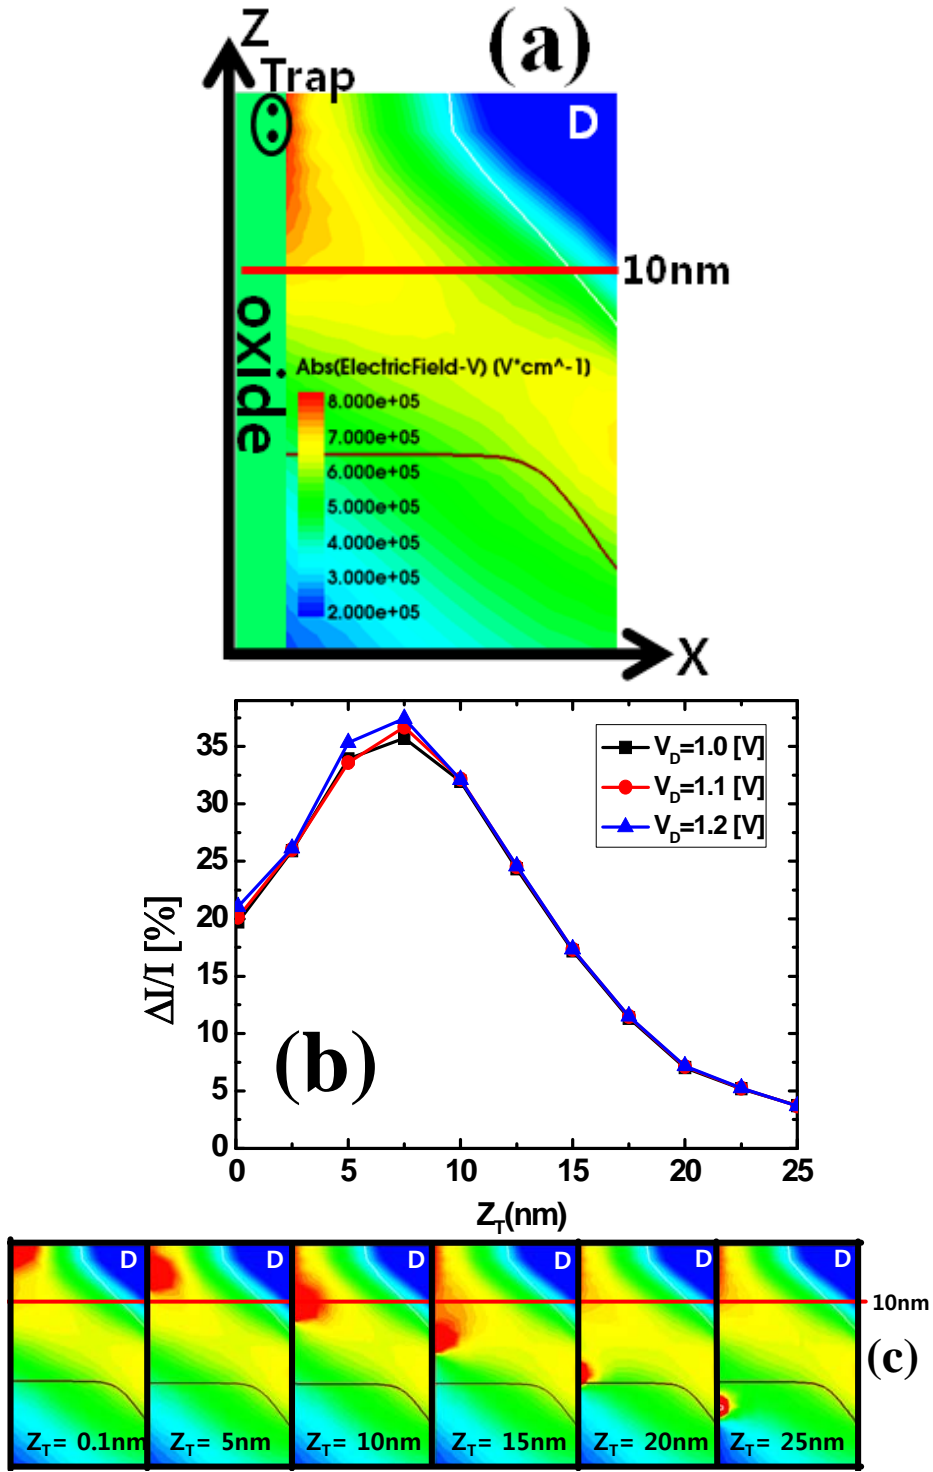 (a)
Z
Trap
D
10nm
oxide
Abs(ElectricField-V) (V*cm^-1)
8.000e+05
7.000e+05
6.000e+05
5.000e+05
4.000e+05
3.000e+05
2.000e+05
X
V_D=1.0 [V]
V_D=1.1 [V]
V_D=1.2 [V]
35
30
25
20
15
10
5
0
ΔI/I [%]
(b)
0 5 10 15 20 25
Z_T(nm)
D D D D D D
10nm
(c)
Z_T= 0.1nm Z_T= 5nm Z_T= 10nm Z_T= 15nm Z_T= 20nm Z_T= 25nm